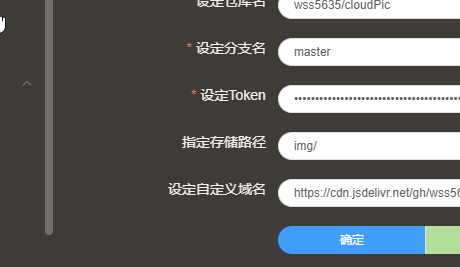 设定仓库名 wss5635/cloudPic
* 设定分支名 master
* 设定Token
指定存储路径 img/
设定自定义域名 https://cdn.jsdelivr.net/gh/wss56
确定